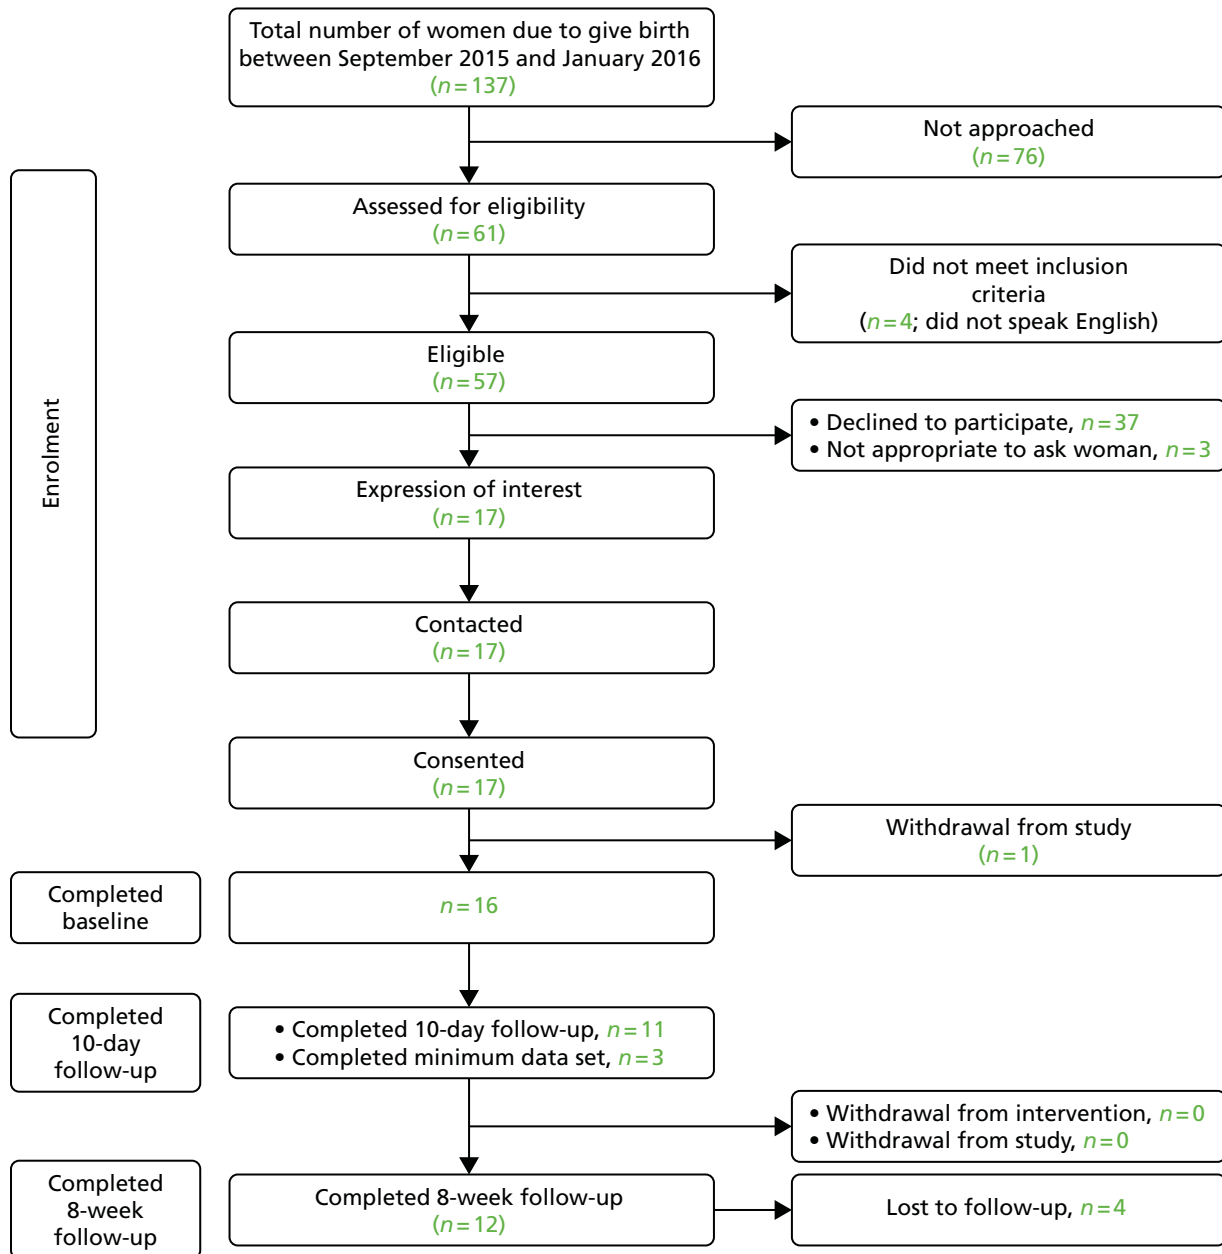 Total number of women due to give birth
between September 2015 and January 2016
(n=137)
Not approached
(n=76)
Enrolment
Assessed for eligibility
(n=61)
Did not meet inclusion
criteria
(n=4; did not speak English)
Eligible
(n=57)
• Declined to participate, n=37
• Not appropriate to ask woman, n=3
Expression of interest
(n=17)
Contacted
(n=17)
Consented
(n=17)
Withdrawal from study
(n=1)
Completed
baseline
n=16
Completed
10-day
follow-up
• Completed 10-day follow-up, n=11
• Completed minimum data set, n=3
• Withdrawal from intervention, n=0
• Withdrawal from study, n=0
Completed
8-week
follow-up
Completed 8-week follow-up
(n=12)
Lost to follow-up, n=4